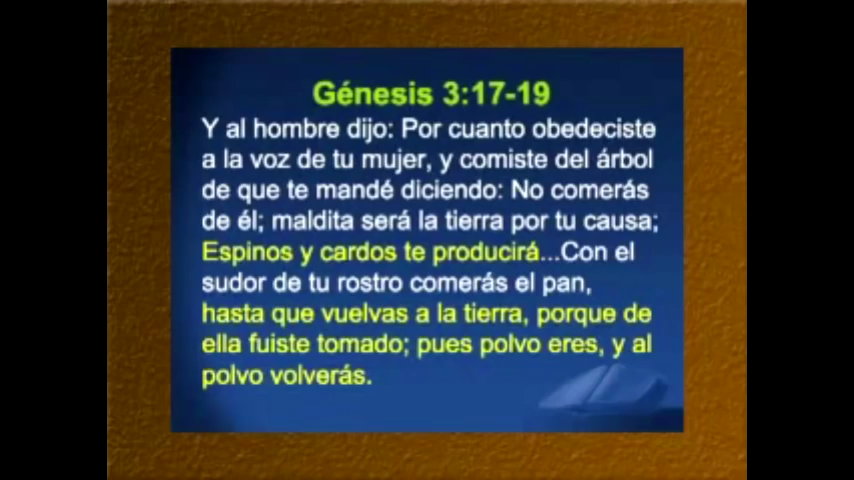 Génesis 3:17-19
Y al hombre dijo: Por cuanto obedeciste
a la voz de tu mujer, y comiste del árbol
de que te mandé diciendo: No comerás
de él; maldita será la tierra por tu causa;
Espinos y cardos te producirá...Con el
sudor de tu rostro comerás el pan,
hasta que vuelvas a la tierra, porque de
ella fuiste tomado; pues polvo eres, y al
polvo volverás.